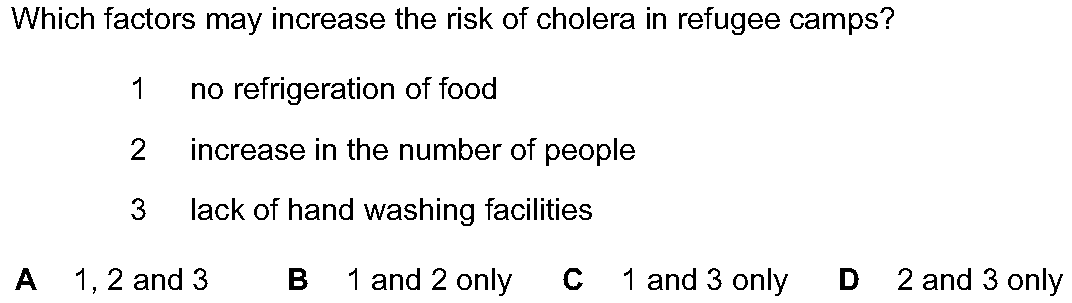 Which factors may increase the risk of cholera in refugee camps?
1 no refrigeration of food
2 increase in the number of people
3 lack of hand washing facilities
A 1, 2 and 3 B 1 and 2 only C 1 and 3 only D 2 and 3 only